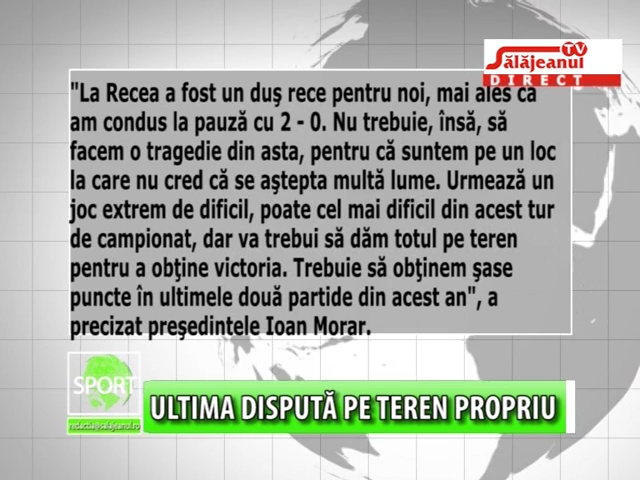 Sălăjeanul TV
DIRECT
"La Recea a fost un duş rece pentru noi, mai ales că
am condus la pauză cu 2 - 0. Nu trebuie, însă, să
facem o tragedie din asta, pentru că suntem pe un loc
la care nu cred că se aştepta multă lume. Urmează un
joc extrem de dificil, poate cel mai dificil din acest tur
de campionat, dar va trebui să dăm totul pe teren
pentru a obţine victoria. Trebuie să obţinem şase
puncte în ultimele două partide din acest an", a
precizat preşedintele Ioan Morar.
SPORT
redactia@salajeanul.ro
ULTIMA DISPUTĂ PE TEREN PROPRIU